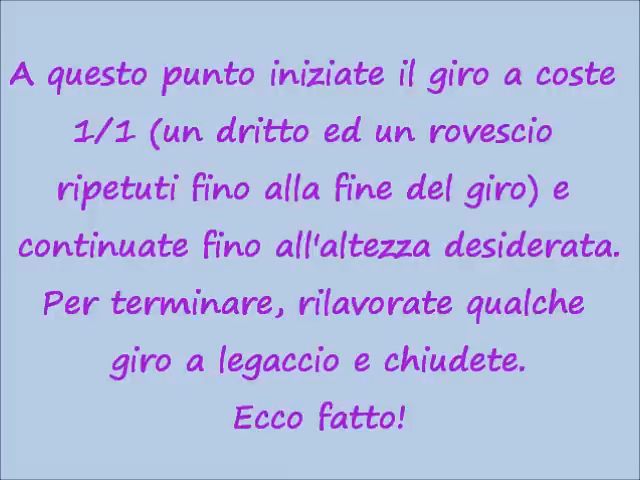 A questo punto iniziate il giro a coste
1/1 (un dritto ed un rovescio
ripetuti fino alla fine del giro) e
continuate fino all'altezza desiderata.
Per terminare, rilavorate qualche
giro a legaccio e chiudete.
Ecco fatto!